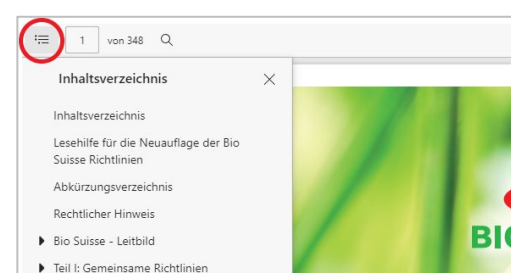 1 von 348
Inhaltsverzeichnis
Inhaltsverzeichnis
Lesehilfe für die Neuauflage der Bio
Suisse Richtlinien
Abkürzungsverzeichnis
Rechtlicher Hinweis
Bio Suisse - Leitbild
Teil I: Gemeinsame Richtlinien